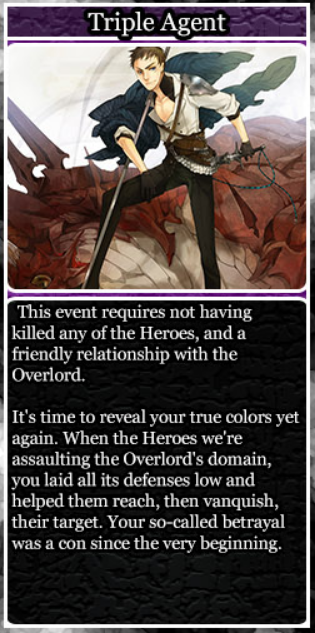 Triple Agent
This event requires not having
killed any of the Heroes, and a
friendly relationship with the
Overlord.
It's time to reveal your true colors yet
again. When the Heroes we're
assaulting the Overlord's domain,
you laid all its defenses low and
helped them reach, then vanquish,
their target. Your so-called betrayal
was a con since the very beginning.